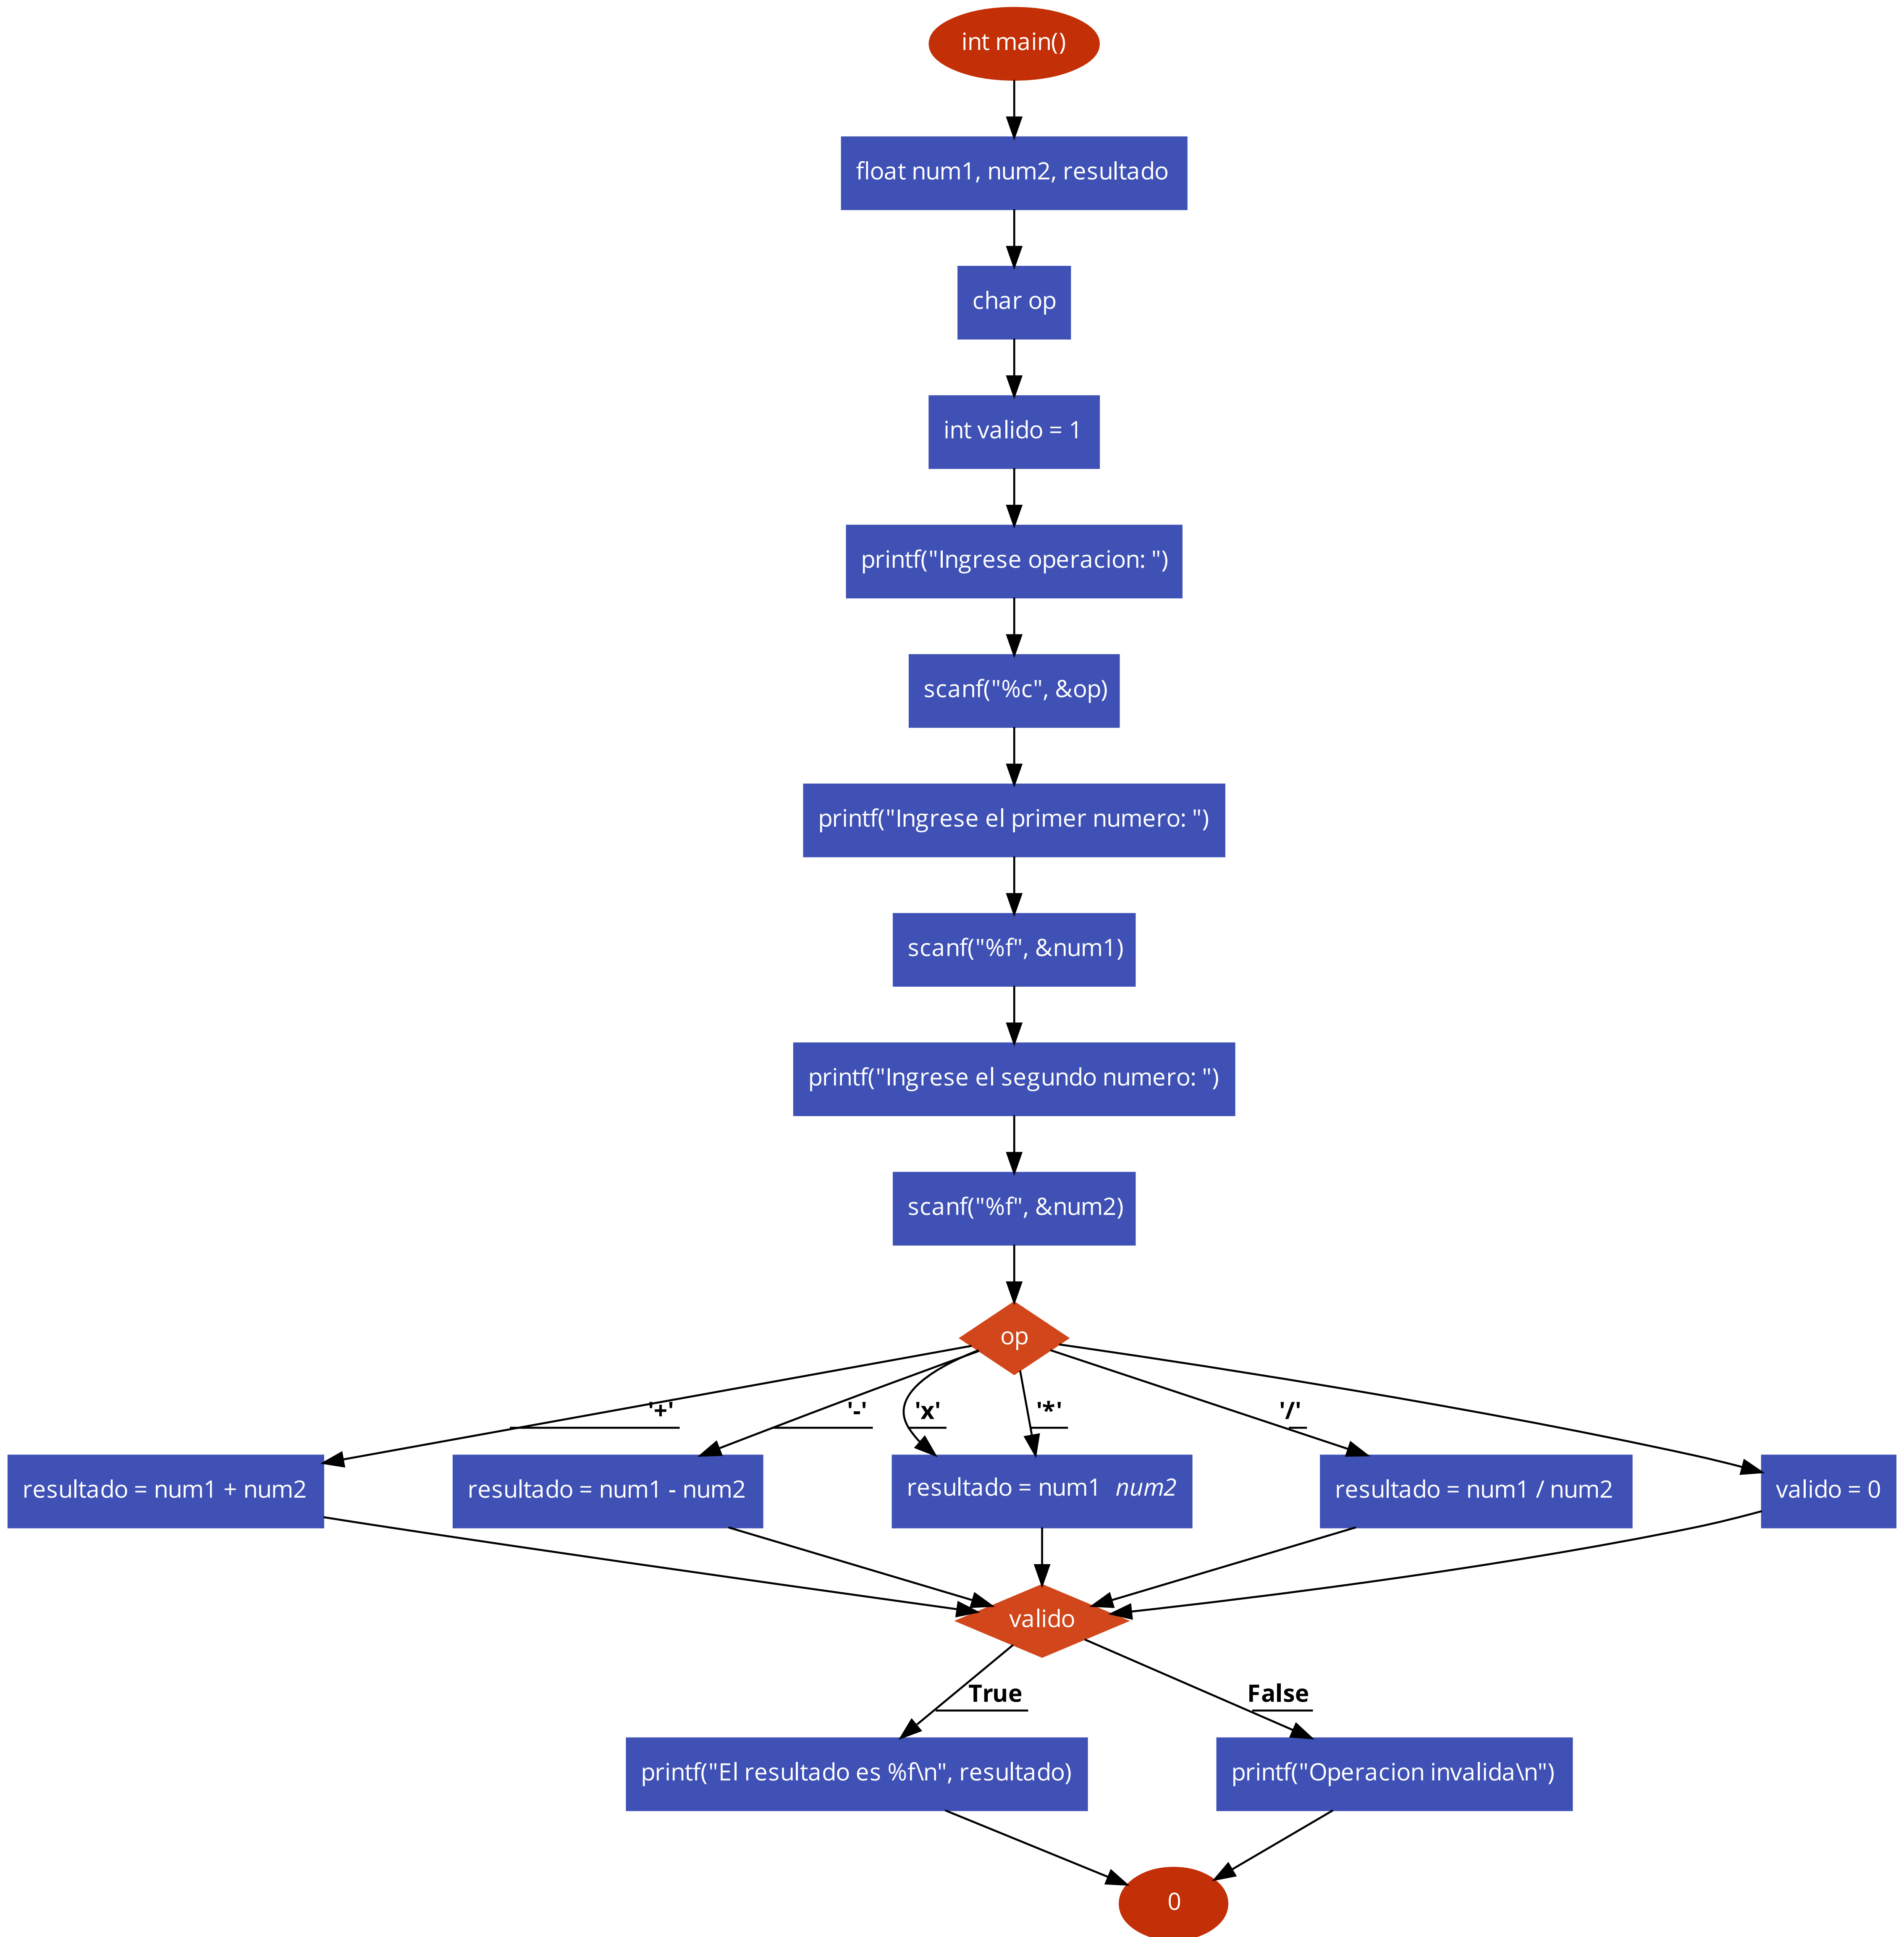 int main()
float num1, num2, resultado
char op
int valido = 1
printf("Ingrese operacion: ")
scanf("%c", &op)
printf("Ingrese el primer numero: ")
scanf("%f", &num1)
printf("Ingrese el segundo numero: ")
scanf("%f", &num2)
op
'+' '-' 'x' '*' '/'
resultado = num1 + num2
resultado = num1 - num2
resultado = num1 num2
resultado = num1 / num2
valido = 0
valido
True False
printf("El resultado es %f\n", resultado)
printf("Operacion invalida\n")
0